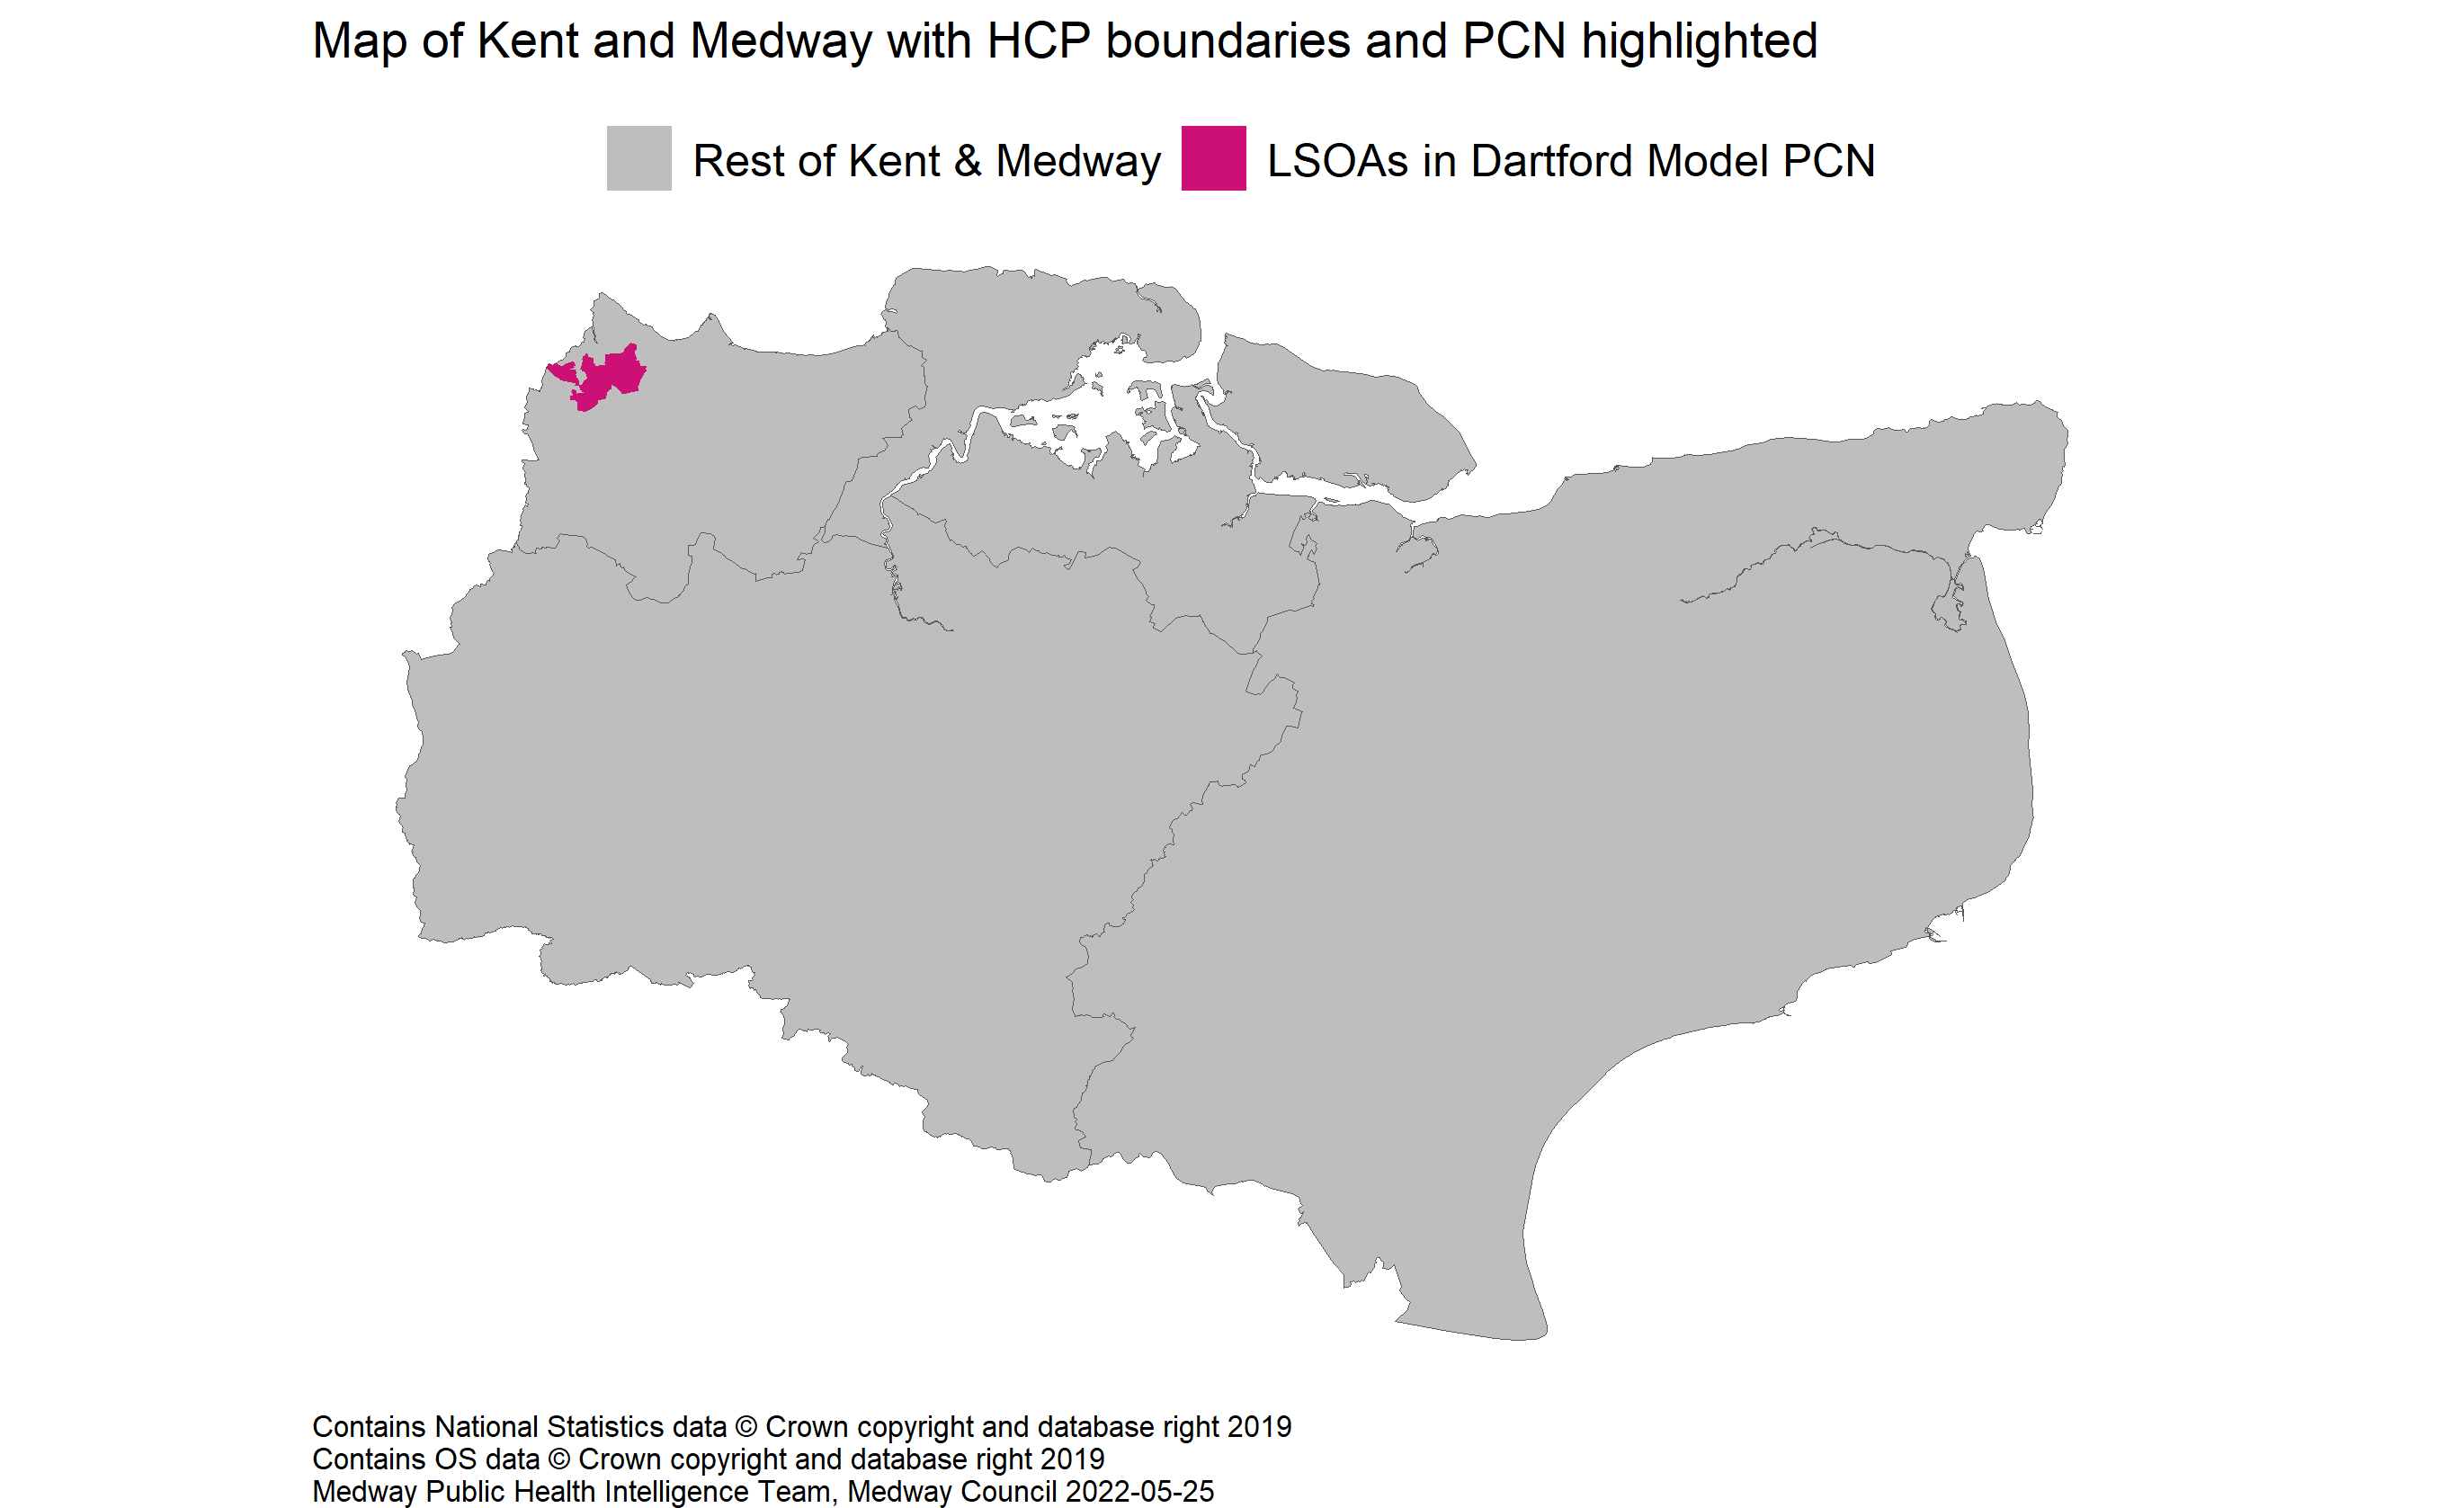 Map of Kent and Medway with HCP boundaries and PCN highlighted
Rest of Kent & Medway
LSOAs in Dartford Model PCN
Contains National Statistics data © Crown copyright and database right 2019
Contains OS data © Crown copyright and database right 2019
Medway Public Health Intelligence Team, Medway Council 2022-05-25